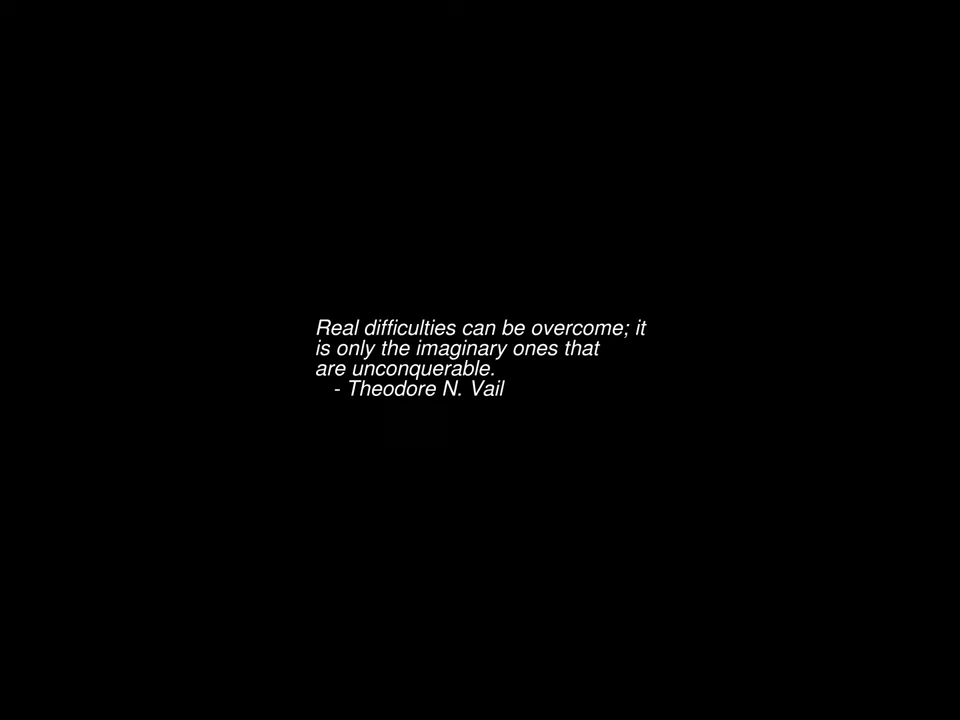 Real difficulties can be overcome; it
is only the imaginary ones that
are unconquerable.
- Theodore N. Vail